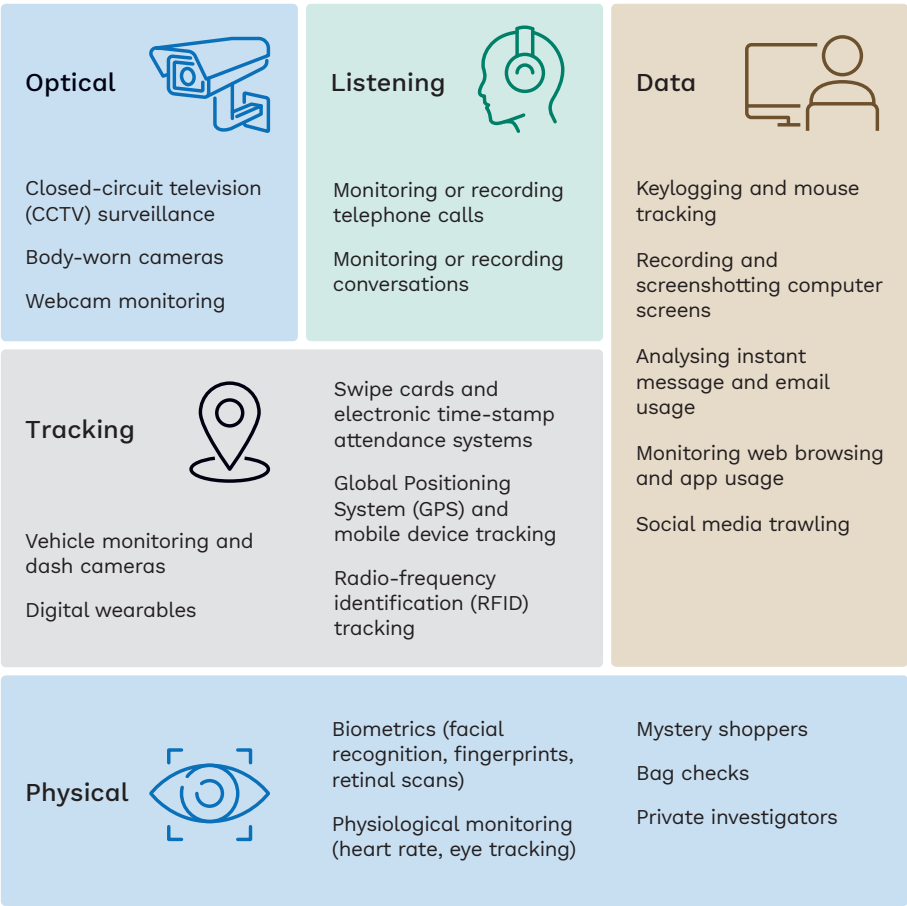 Optical
Closed-circuit television
(CCTV) surveillance
Body-worn cameras
Webcam monitoring
Listening
Monitoring or recording
telephone calls
Monitoring or recording
conversations
Data
Keylogging and mouse
tracking
Recording and
screenshotting computer
screens
Analysing instant
message and email
usage
Monitoring web browsing
and app usage
Social media trawling
Tracking
Vehicle monitoring and
dash cameras
Digital wearables
Swipe cards and
electronic time-stamp
attendance systems
Global Positioning
System (GPS) and
mobile device tracking
Radio-frequency
identification (RFID)
tracking
Physical
Biometrics (facial
recognition, fingerprints,
retinal scans)
Physiological monitoring
(heart rate, eye tracking)
Mystery shoppers
Bag checks
Private investigators